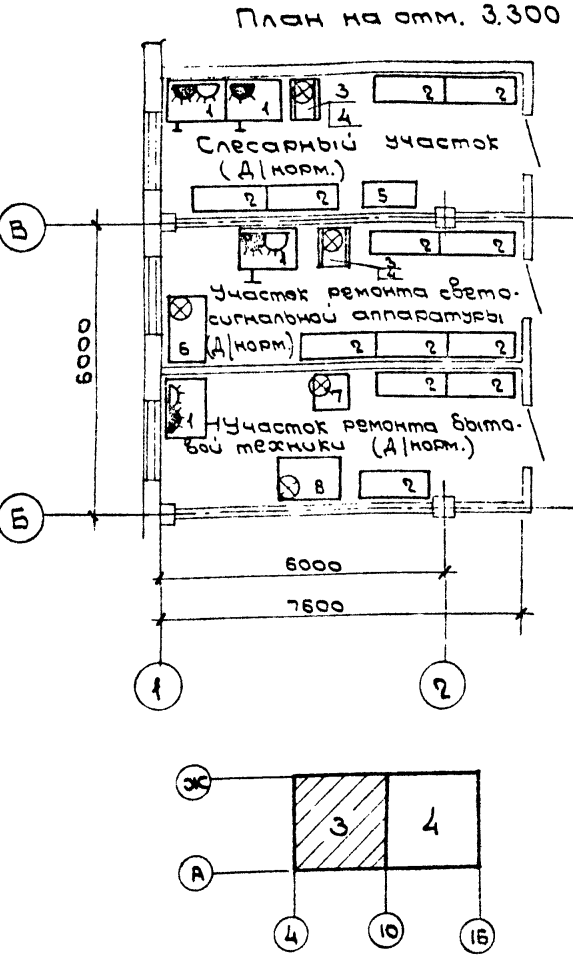 План на отм. 3.300
1 1 3 2 2
4
Слесарный участок
(Д|норм.)
2 2 5
В
1 3 2 2
4
Участок ремонта свето-
сигнальной аппаратуры
6 (Д|норм.) 2 2 2
6000
1 7 2 2
Участок ремонта быто-
вой техники (Д|норм.)
8 2
Б
6000
7600
1 2
Ж
3 4
А
4 10 16